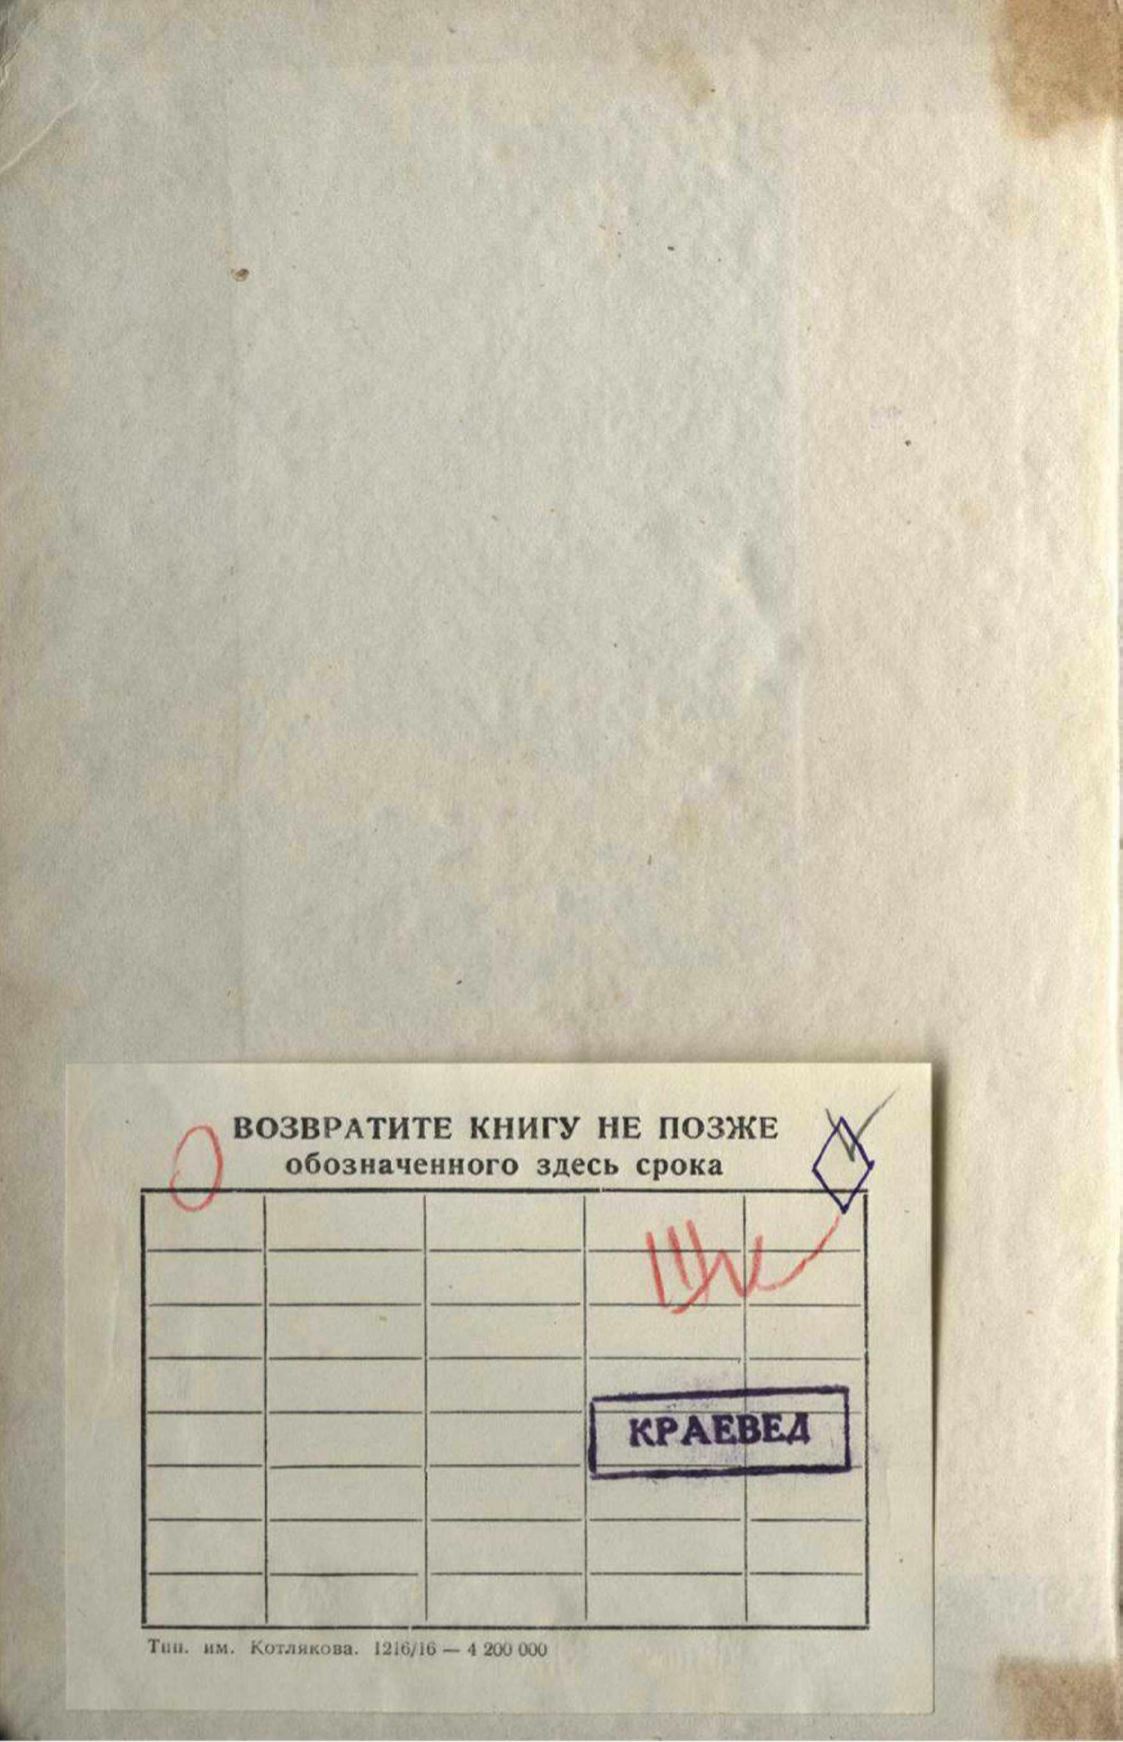 ВОЗВРАТИТЕ КНИГУ НЕ ПОЗЖЕ
обозначенного здесь срока
КРАЕВЕД
Тип. им. Котлякова. 1216/16 — 4 200 000